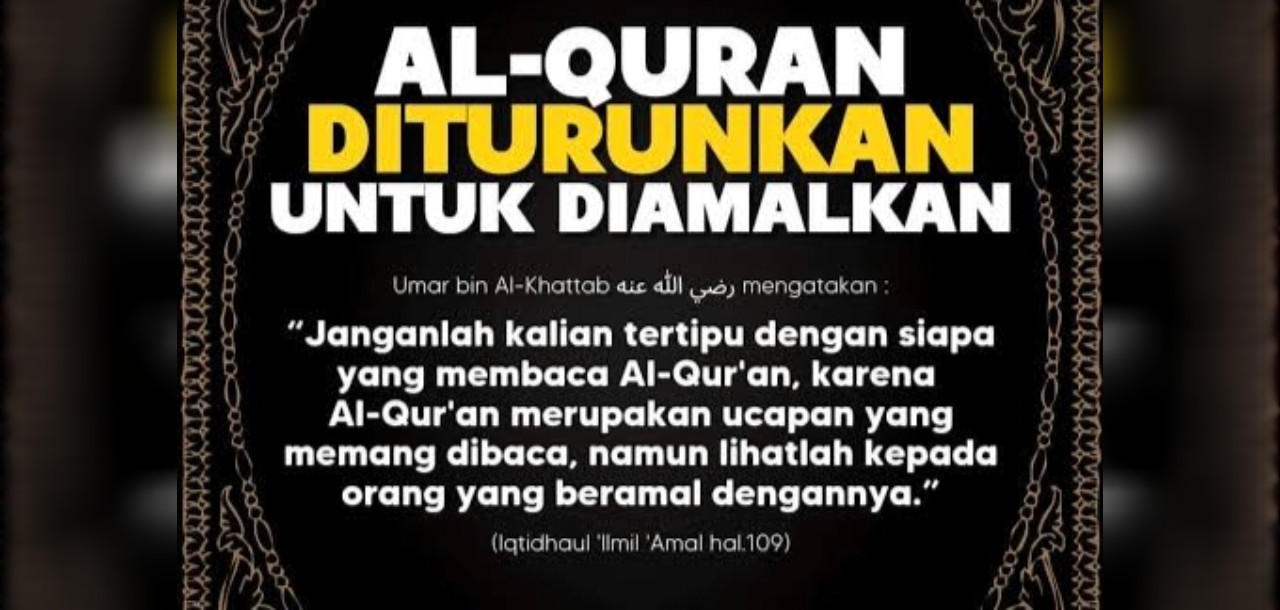 AL-QURAN
DITURUNKAN
UNTUK DIAMALKAN
Umar bin Al-Khattab رضي الله عنه mengatakan :
“Janganlah kalian tertipu dengan siapa
yang membaca Al-Qur'an, karena
Al-Qur'an merupakan ucapan yang
memang dibaca, namun lihatlah kepada
orang yang beramal dengannya.”
(Iqtidhaul 'Ilmil 'Amal hal.109)